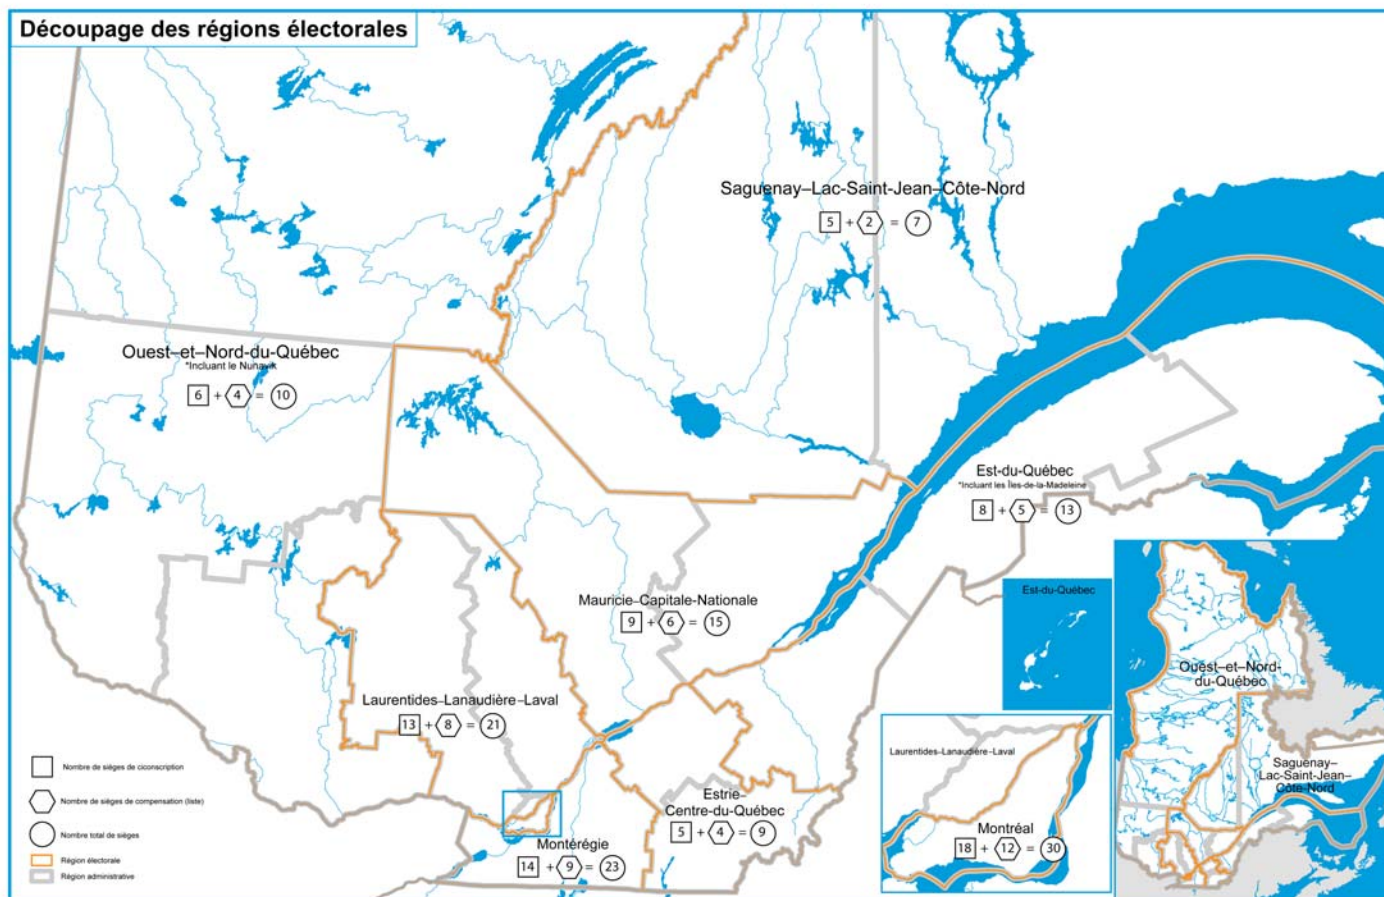 Découpage des régions électorales
Saguenay–Lac-Saint-Jean–Côte-Nord
5 + 2 = 7
Ouest–et–Nord-du-Québec
*Incluant le Nunavik
6 + 4 = 10
Est-du-Québec
*Incluant les Îles-de-la-Madeleine
8 + 5 = 13
Mauricie–Capitale-Nationale
9 + 6 = 15
Laurentides–Lanaudière–Laval
13 + 8 = 21
Estrie–
Centre-du-Québec
5 + 4 = 9
Montérégie
14 + 9 = 23
Est-du-Québec
Laurentides–Lanaudière–Laval
Montréal
18 + 12 = 30
Ouest–et–Nord-
du-Québec
Saguenay–
Lac-Saint-Jean–
Côte-Nord
Nombre de sièges de ciconscription
Nombre de sièges de compensation (liste)
Nombre total de sièges
Région électorale
Région administrative